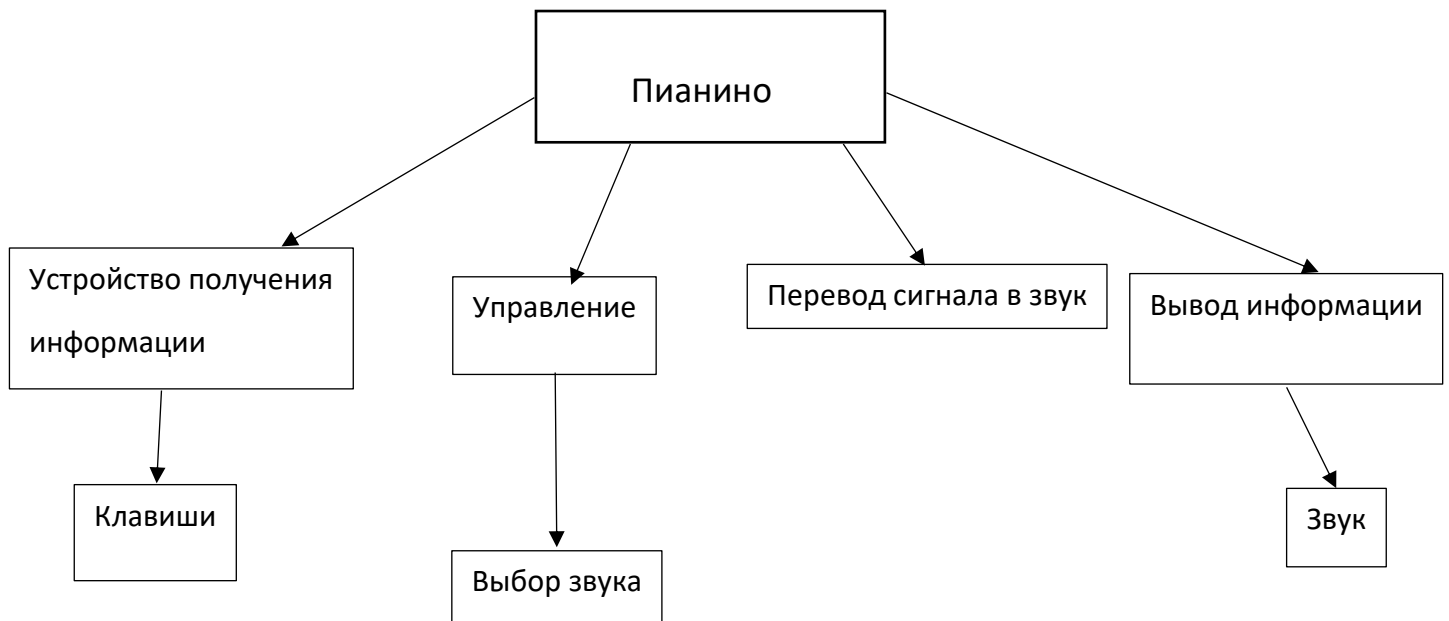 Пианино
Устройство получения
информации
Управление
Перевод сигнала в звук
Вывод информации
Клавиши
Выбор звука
Звук